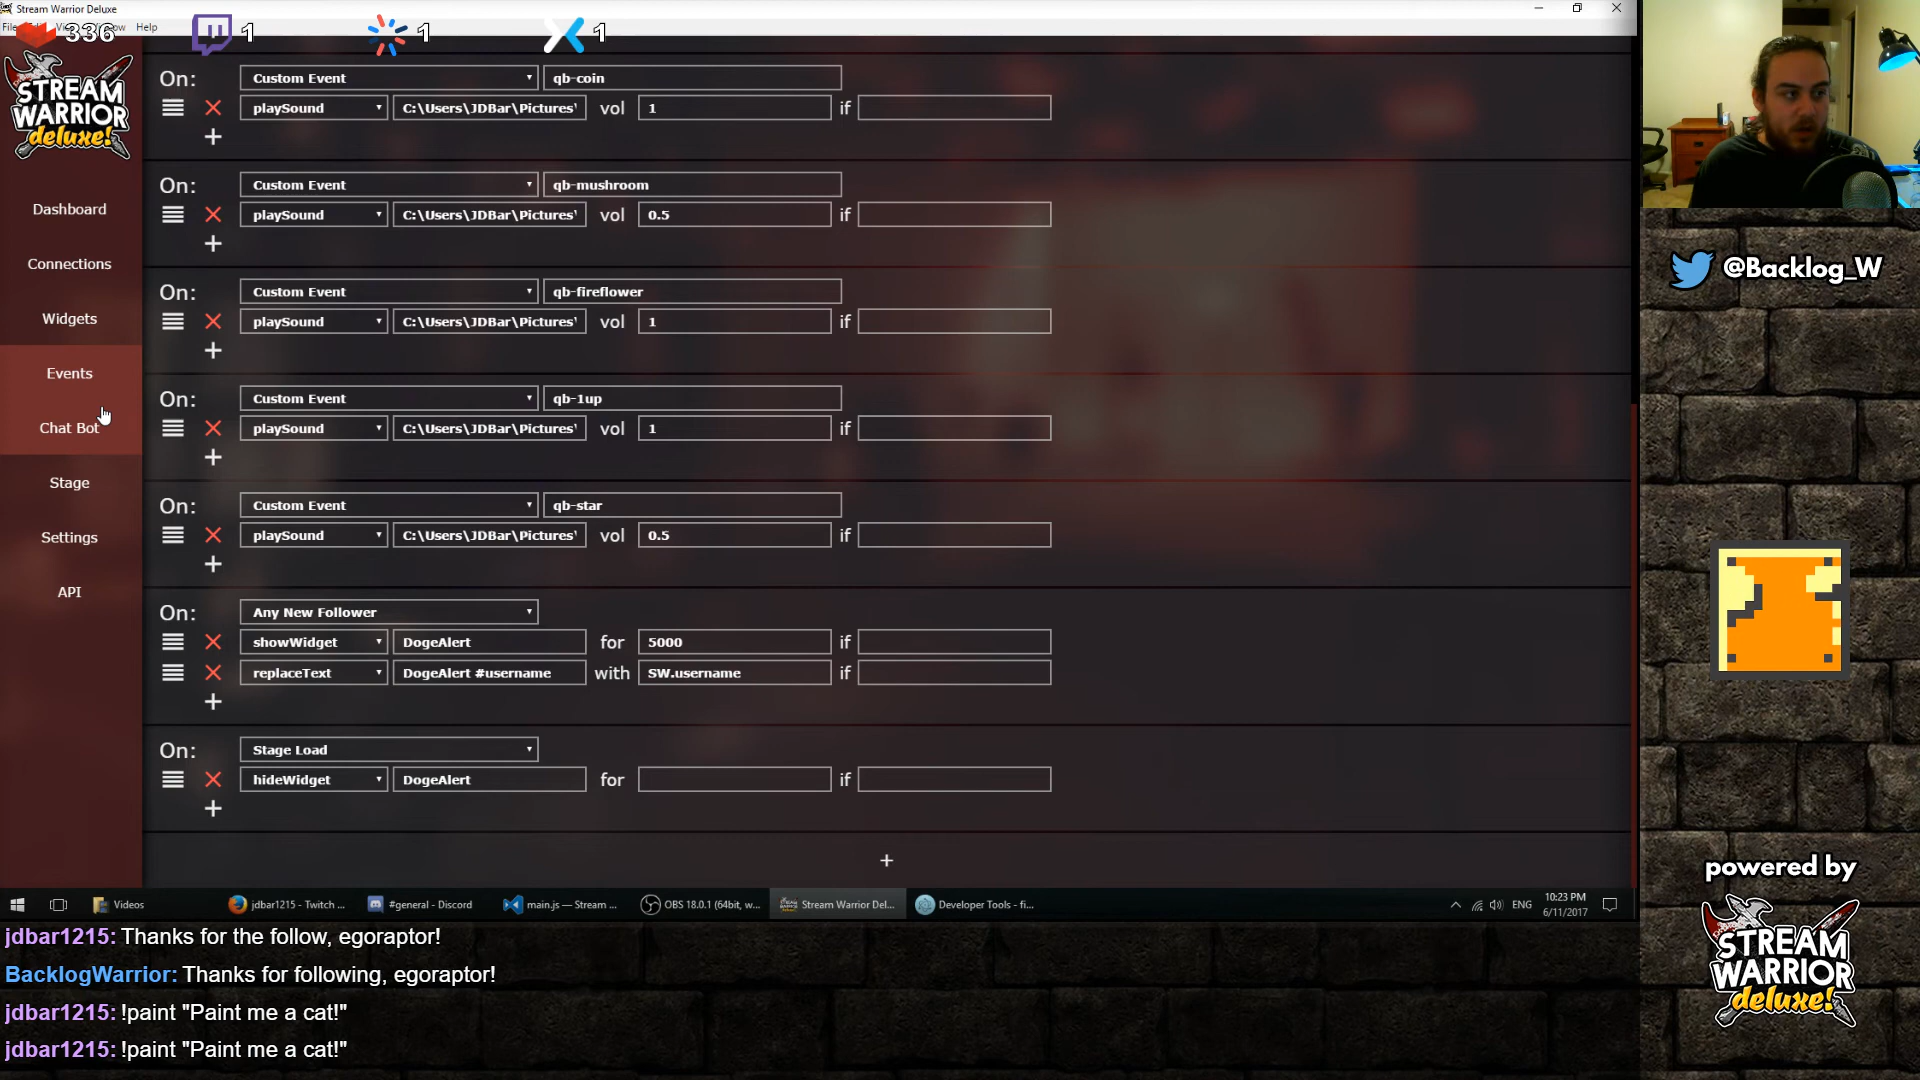 Stream Warrior Deluxe
Help
336
1
1
1
STREAM
WARRIOR
deluxe!
Dashboard
Connections
Widgets
Events
Chat Bot
Stage
Settings
API
On: Custom Event qb-coin
playSound C:\Users\JDBar\Pictures\ vol 1 if
+
On: Custom Event qb-mushroom
playSound C:\Users\JDBar\Pictures\ vol 0.5 if
+
On: Custom Event qb-fireflower
playSound C:\Users\JDBar\Pictures\ vol 1 if
+
On: Custom Event qb-1up
playSound C:\Users\JDBar\Pictures\ vol 1 if
+
On: Custom Event qb-star
playSound C:\Users\JDBar\Pictures\ vol 0.5 if
+
On: Any New Follower
showWidget DogeAlert for 5000 if
replaceText DogeAlert #username with SW.username if
+
On: Stage Load
hideWidget DogeAlert for if
+
+
@Backlog_W
powered by
STREAM
WARRIOR
deluxe!
Videos
jdbar1215 - Twitch ...
#general - Discord
main.js — Stream ...
OBS 18.0.1 (64bit, w...
Stream Warrior Del...
Developer Tools - fi...
ENG
10:23 PM
6/11/2017
jdbar1215: Thanks for the follow, egoraptor!
BacklogWarrior: Thanks for following, egoraptor!
jdbar1215: !paint "Paint me a cat!"
jdbar1215: !paint "Paint me a cat!"